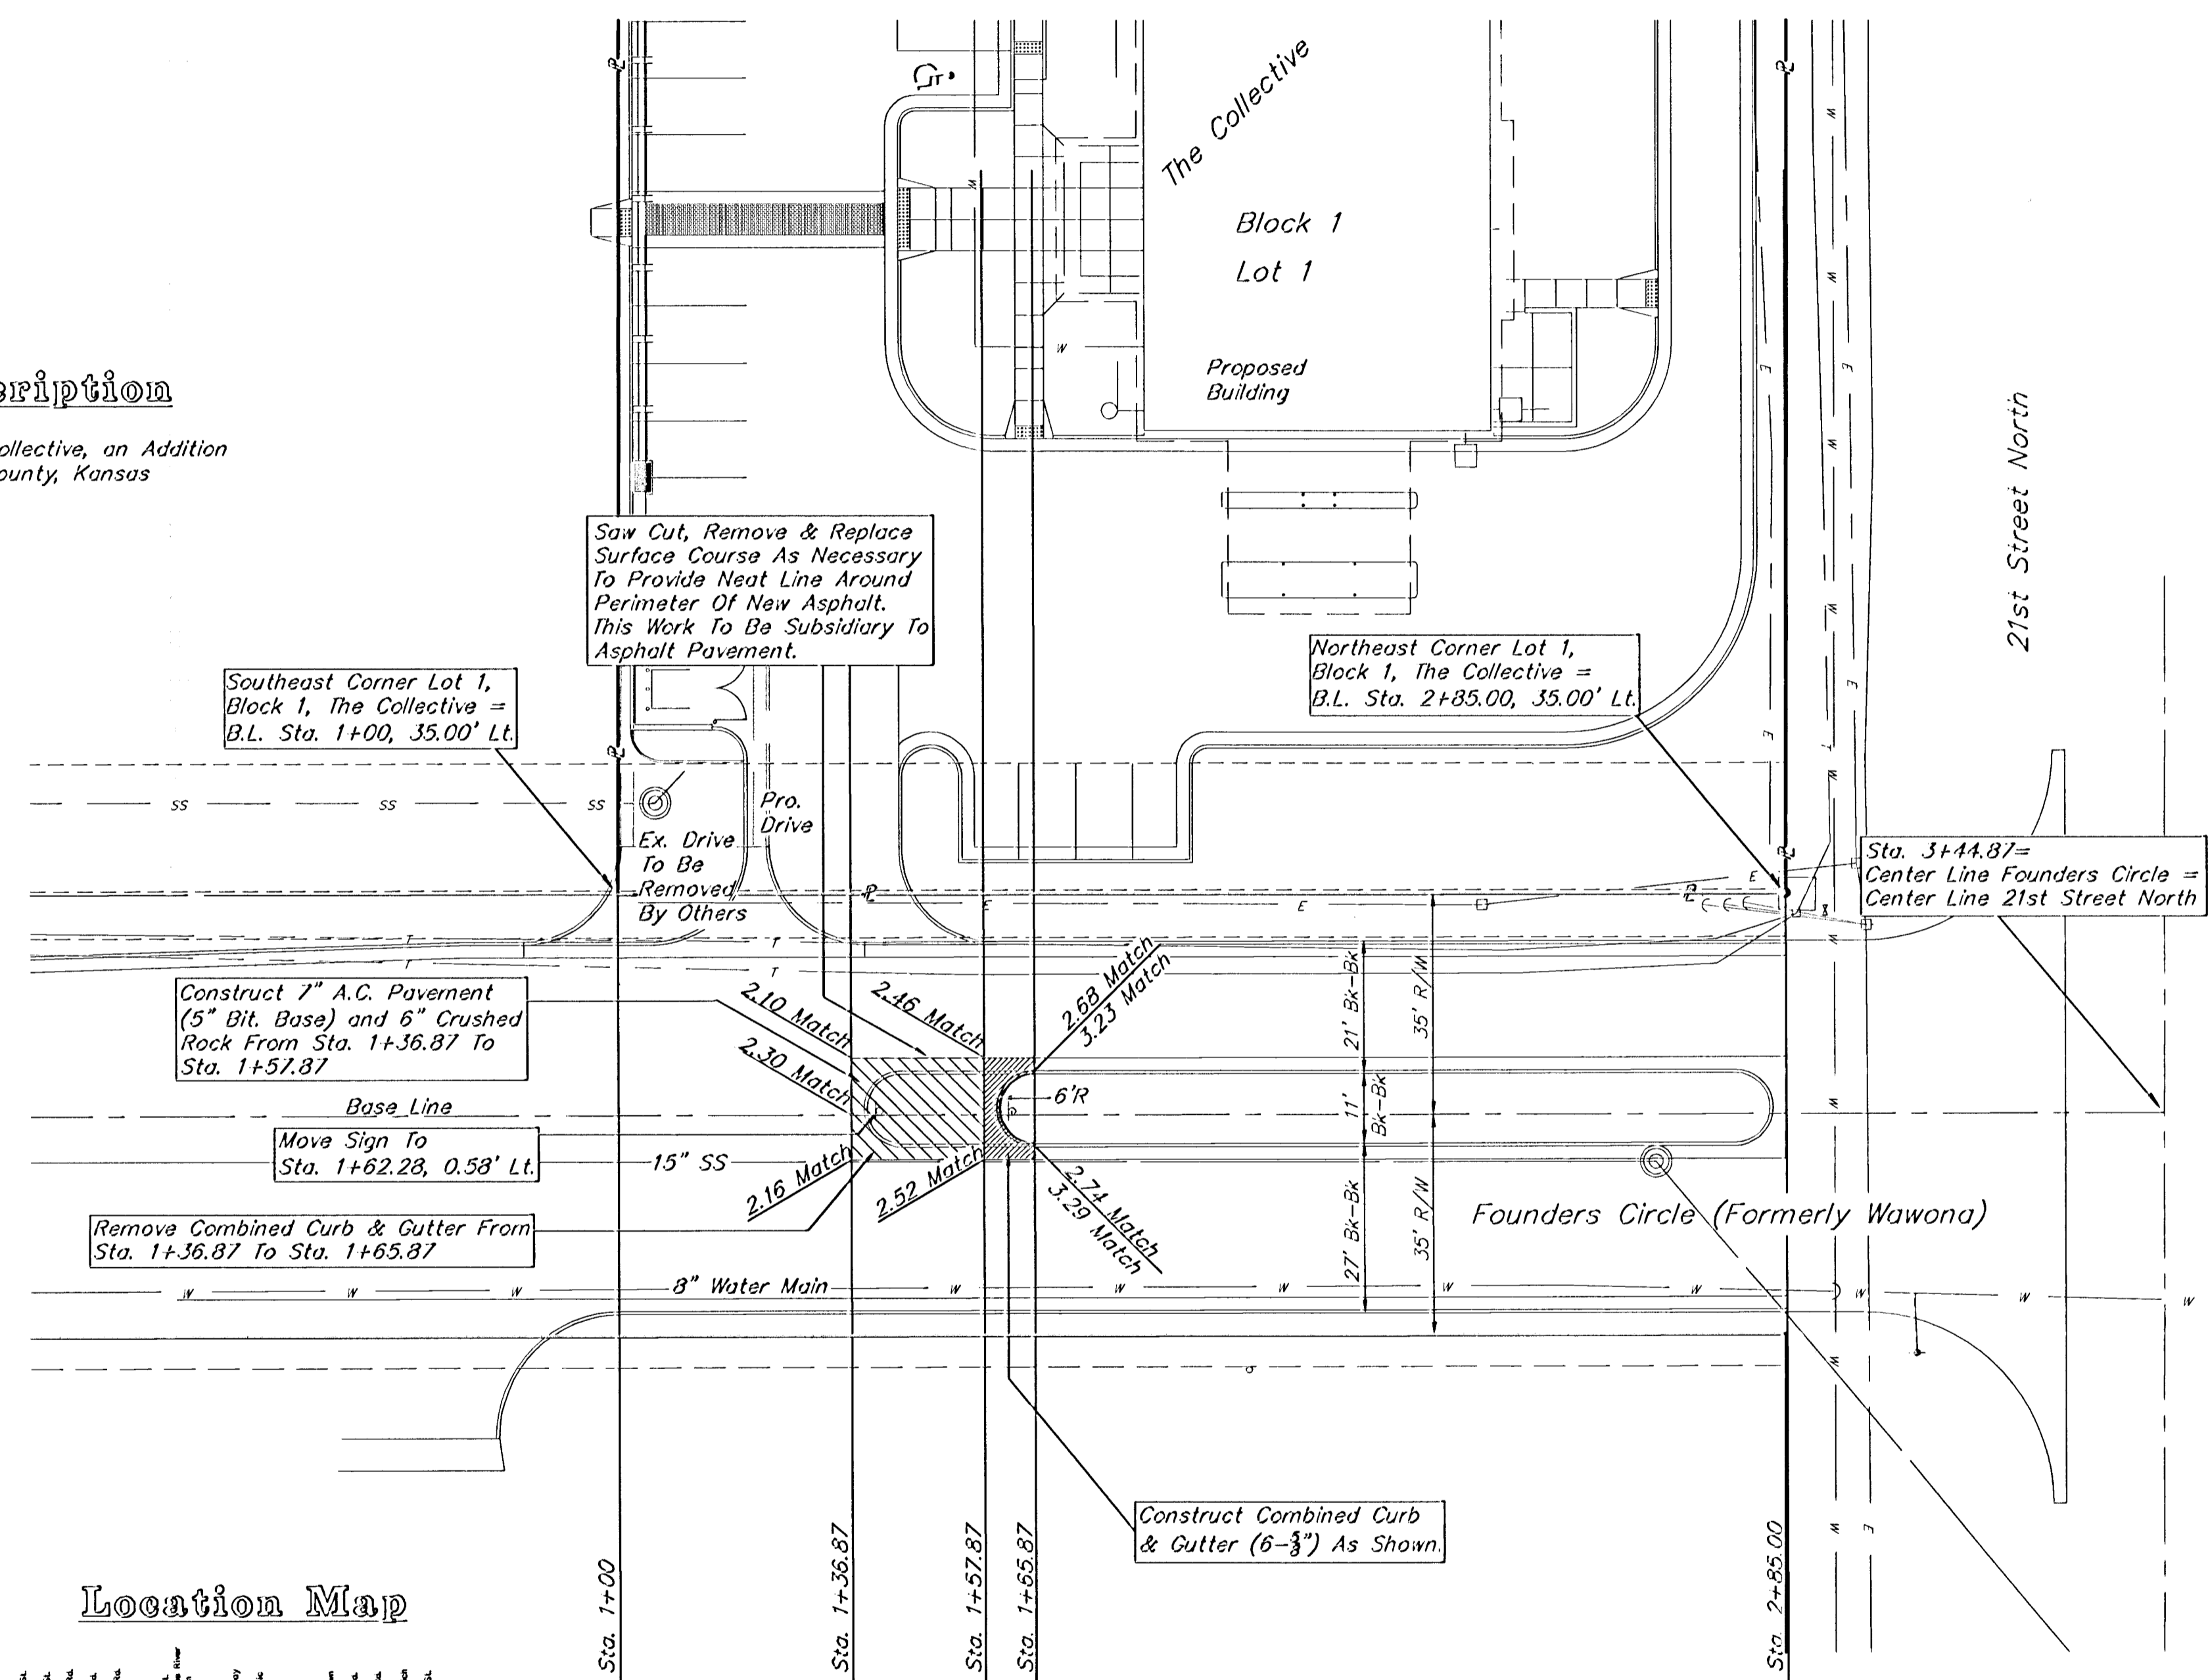 The Collective
Block 1
Lot 1
Proposed
Building
21st Street North
ollective, an Addition
ounty, Kansas
Saw Cut, Remove & Replace
Surface Course As Necessary
To Provide Neat Line Around
Perimeter Of New Asphalt.
This Work To Be Subsidiary To
Asphalt Pavement.
Southeast Corner Lot 1,
Block 1, The Collective =
B.L. Sta. 1+00, 35.00' Lt.
Northeast Corner Lot 1,
Block 1, The Collective =
B.L. Sta. 2+85.00, 35.00' Lt.
SS
SS
SS
Pro.
Drive
Ex. Drive
To Be
Removed
By Others
Sta. 3+44.87=
Center Line Founders Circle =
Center Line 21st Street North
E
E
E
T
T
T
T
Construct 7" A.C. Pavement
(5" Bit. Base) and 6" Crushed
Rock From Sta. 1+36.87 To
Sta. 1+57.87
2.10 Match
2.30 Match
2.46 Match
2.68 Match
3.23 Match
21' Bk-Bk
35' R/W
Base Line
6'R
11'
Bk-Bk
Move Sign To
Sta. 1+62.28, 0.58' Lt.
15" SS
2.16 Match
2.52 Match
2.74 Match
3.29 Match
27' Bk-Bk
35' R/W
Founders Circle (Formerly Wawona)
Remove Combined Curb & Gutter From
Sta. 1+36.87 To Sta. 1+65.87
W W W 8" Water Main W W W W W W W W
Construct Combined Curb
& Gutter (6-5/8") As Shown.
Sta. 1+00
Sta. 1+36.87
Sta. 1+57.87
Sta. 1+65.87
Sta. 2+85.00
Location Map